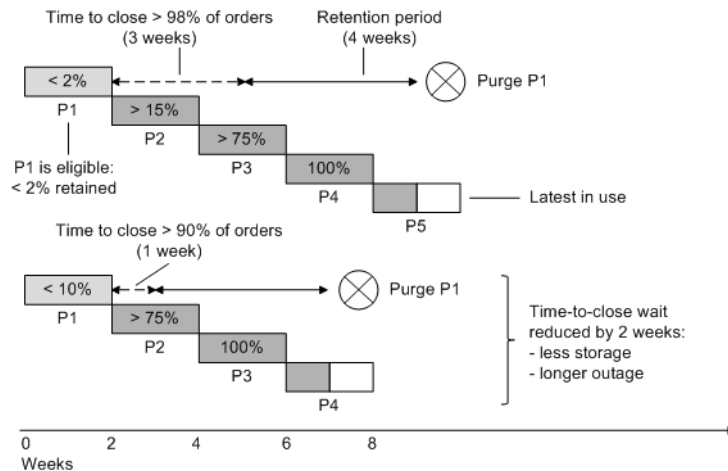 Time to close > 98% of orders
(3 weeks)
Retention period
(4 weeks)
< 2%
Purge P1
P1
> 15%
P2
> 75%
P3
100%
P4
P5
P1 is eligible:
< 2% retained
Latest in use
Time to close > 90% of orders
(1 week)
< 10%
Purge P1
P1
> 75%
P2
100%
P3
P4
Time-to-close wait
reduced by 2 weeks:
- less storage
- longer outage
0 2 4 6 8
Weeks